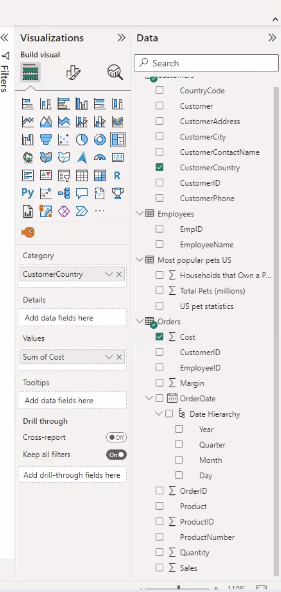 Visualizations
Data
Filters
Build visual
Search
Customers
CountryCode
Customer
CustomerAddress
CustomerCity
CustomerContactName
CustomerCountry
CustomerID
CustomerPhone
Employees
EmpID
EmployeeName
Most popular pets US
Households that Own a P...
Total Pets (millions)
US pet statistics
Orders
Cost
CustomerID
EmployeeID
Margin
OrderDate
Date Hierarchy
Year
Quarter
Month
Day
OrderID
Product
ProductID
ProductNumber
Quantity
Sales
R
Py
Category
CustomerCountry
Details
Add data fields here
Values
Sum of Cost
Tooltips
Add data fields here
Drill through
Cross-report
Off
Keep all filters
On
Add drill-through fields here
110%